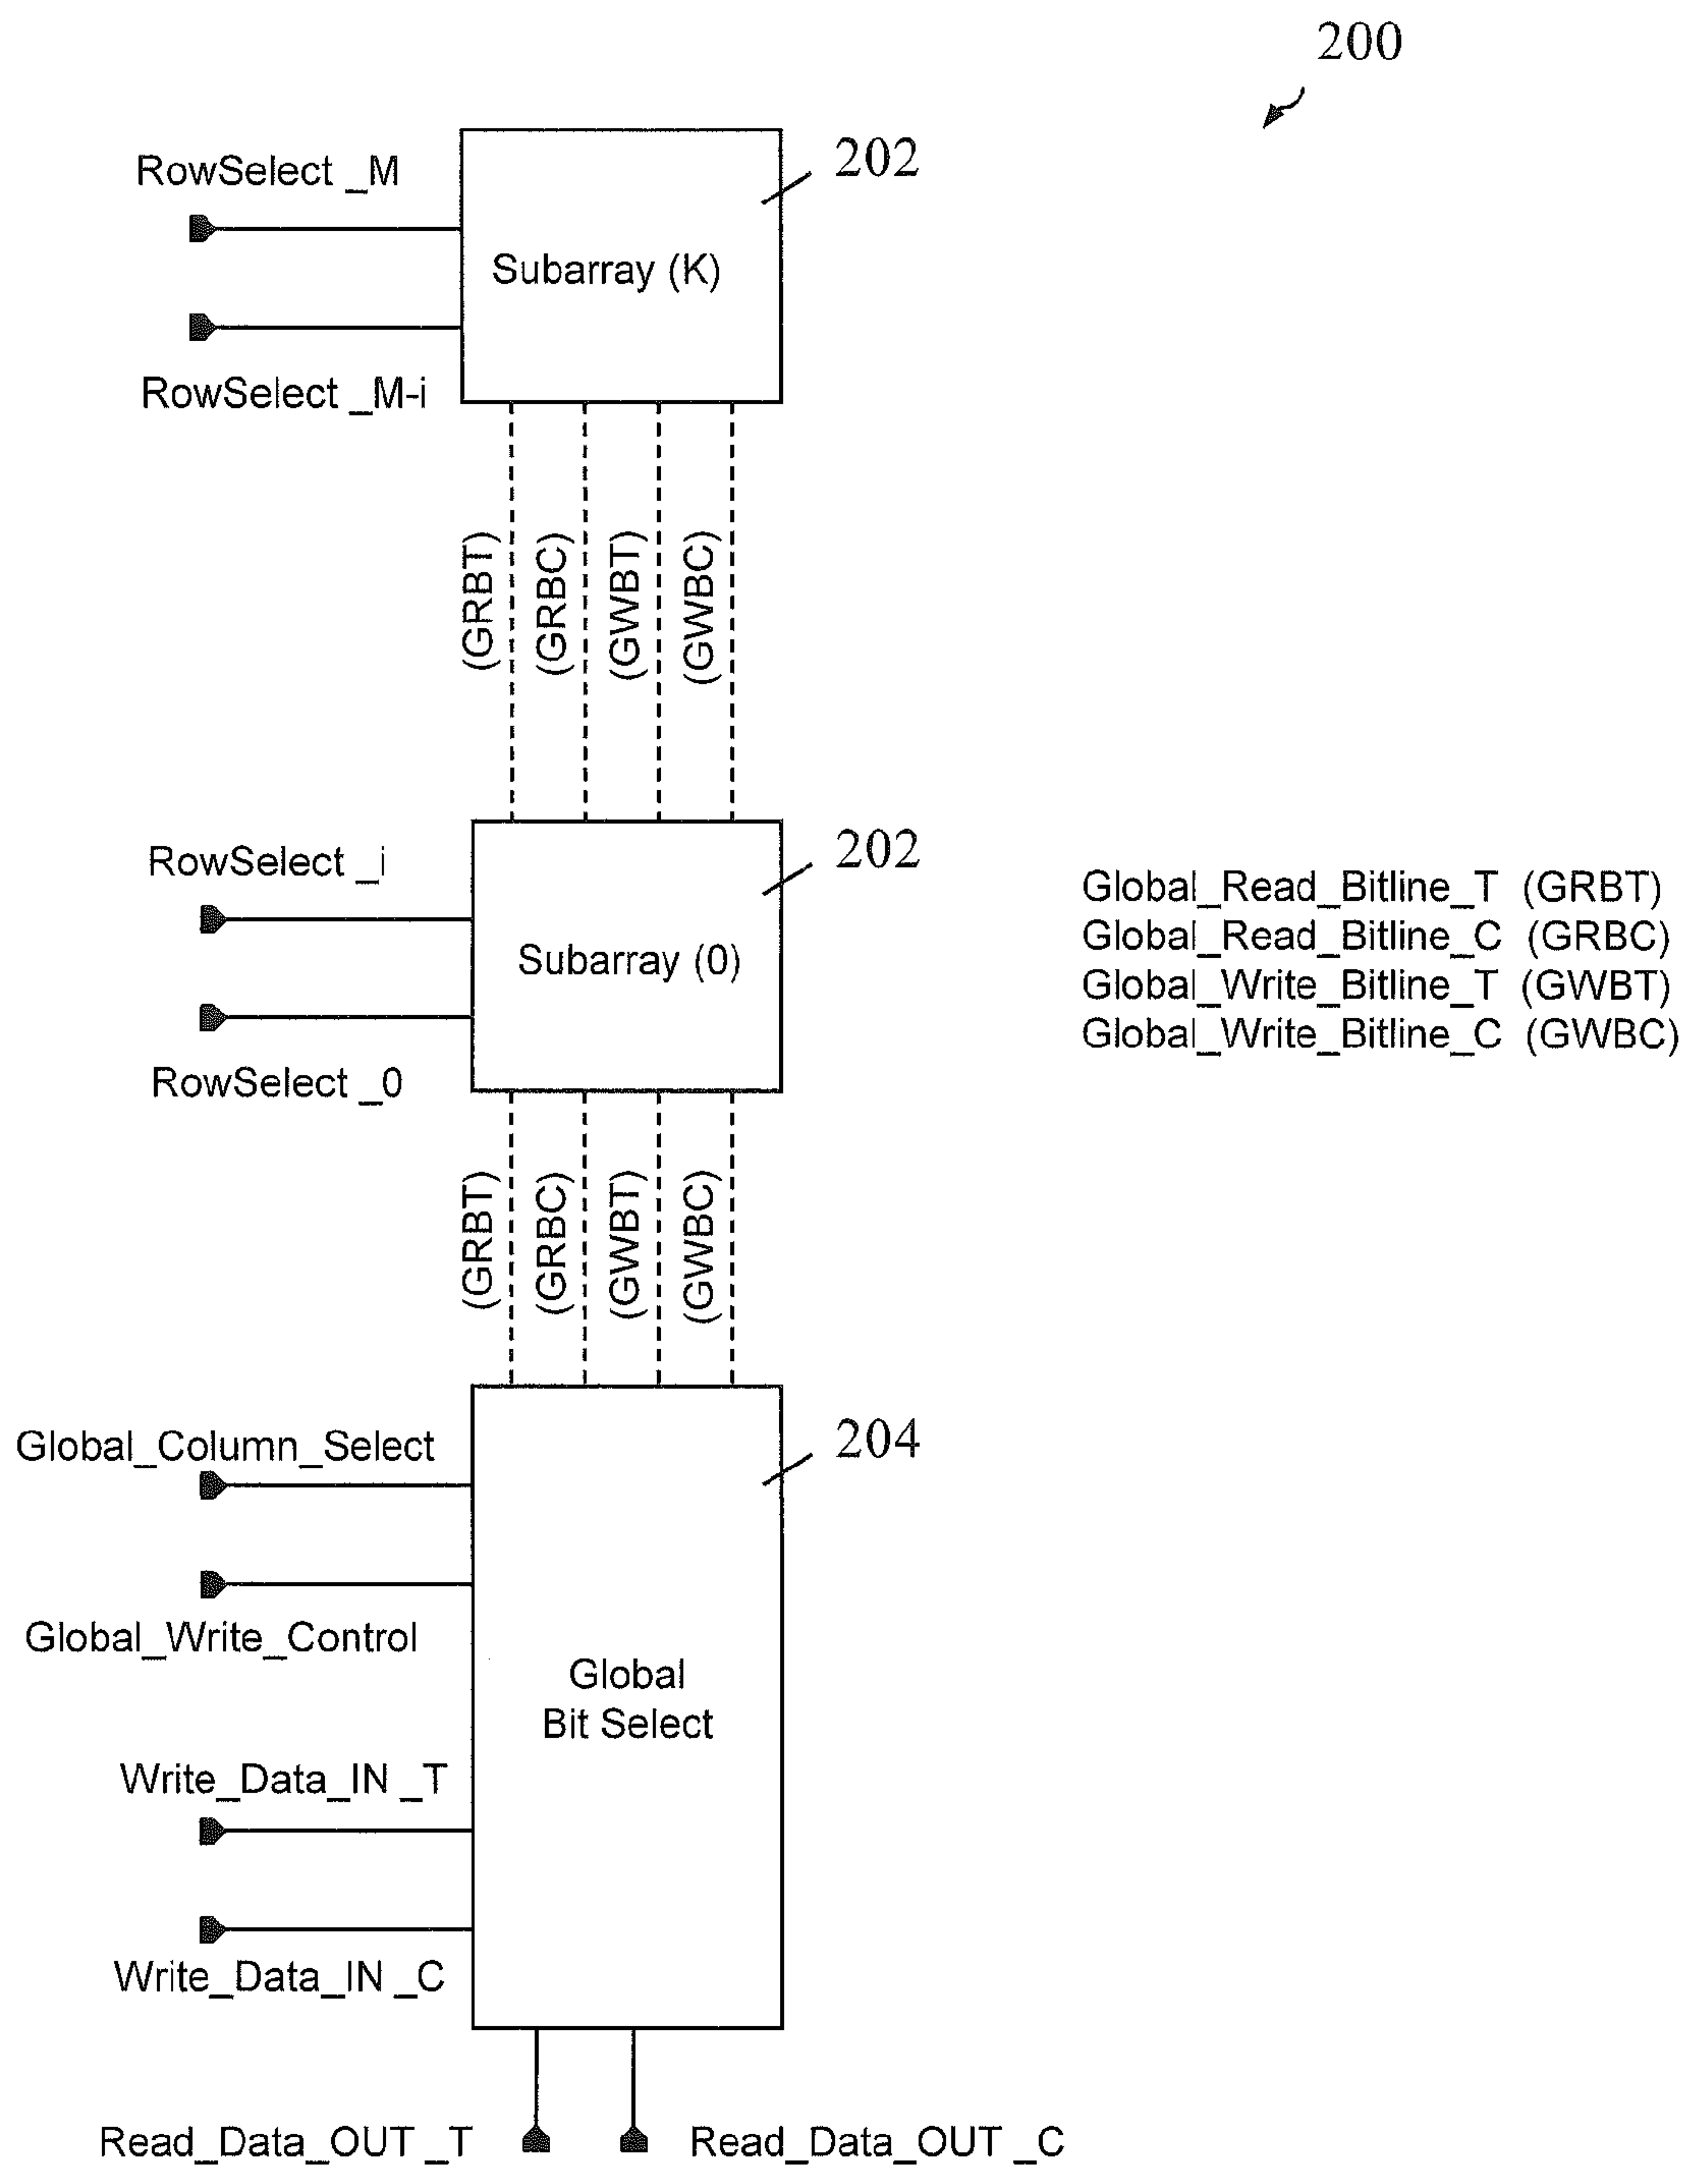 200
RowSelect _M
202
Subarray (K)
RowSelect _M-i
(GRBT)
(GRBC)
(GWBT)
(GWBC)
RowSelect _i
202
Subarray (0)
RowSelect _0
Global_Read_Bitline_T (GRBT)
Global_Read_Bitline_C (GRBC)
Global_Write_Bitline_T (GWBT)
Global_Write_Bitline_C (GWBC)
(GRBT)
(GRBC)
(GWBT)
(GWBC)
Global_Column_Select
204
Global_Write_Control
Global
Bit Select
Write_Data_IN _T
Write_Data_IN _C
Read_Data_OUT _T
Read_Data_OUT _C